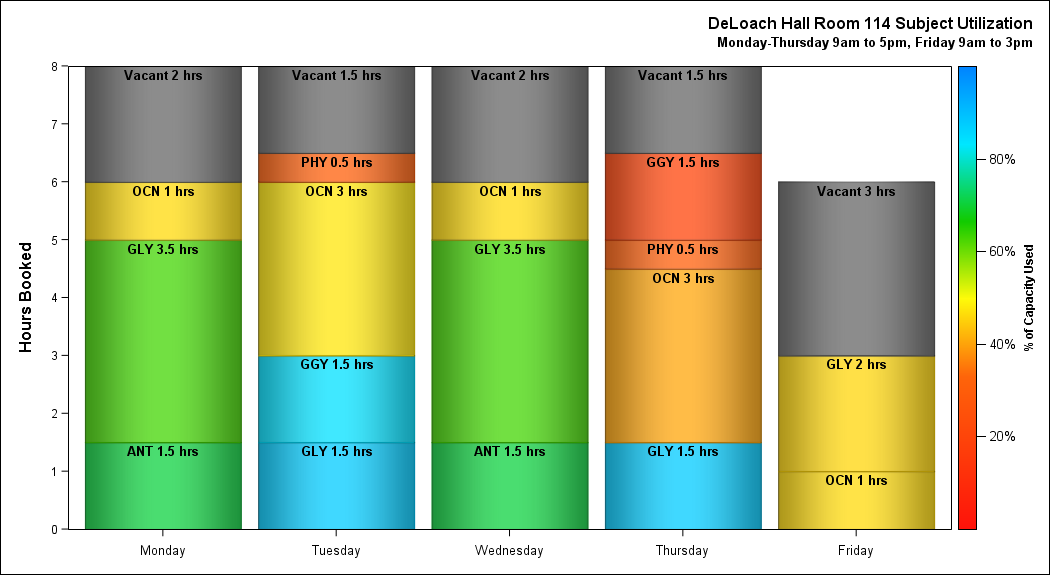 DeLoach Hall Room 114 Subject Utilization
Monday-Thursday 9am to 5pm, Friday 9am to 3pm
Hours Booked
8
7
6
5
4
3
2
1
0
Vacant 2 hrs
OCN 1 hrs
GLY 3.5 hrs
ANT 1.5 hrs
Vacant 1.5 hrs
PHY 0.5 hrs
OCN 3 hrs
GGY 1.5 hrs
GLY 1.5 hrs
Vacant 2 hrs
OCN 1 hrs
GLY 3.5 hrs
ANT 1.5 hrs
Vacant 1.5 hrs
GGY 1.5 hrs
PHY 0.5 hrs
OCN 3 hrs
GLY 1.5 hrs
Vacant 3 hrs
GLY 2 hrs
OCN 1 hrs
Monday
Tuesday
Wednesday
Thursday
Friday
80%
60%
40%
20%
% of Capacity Used